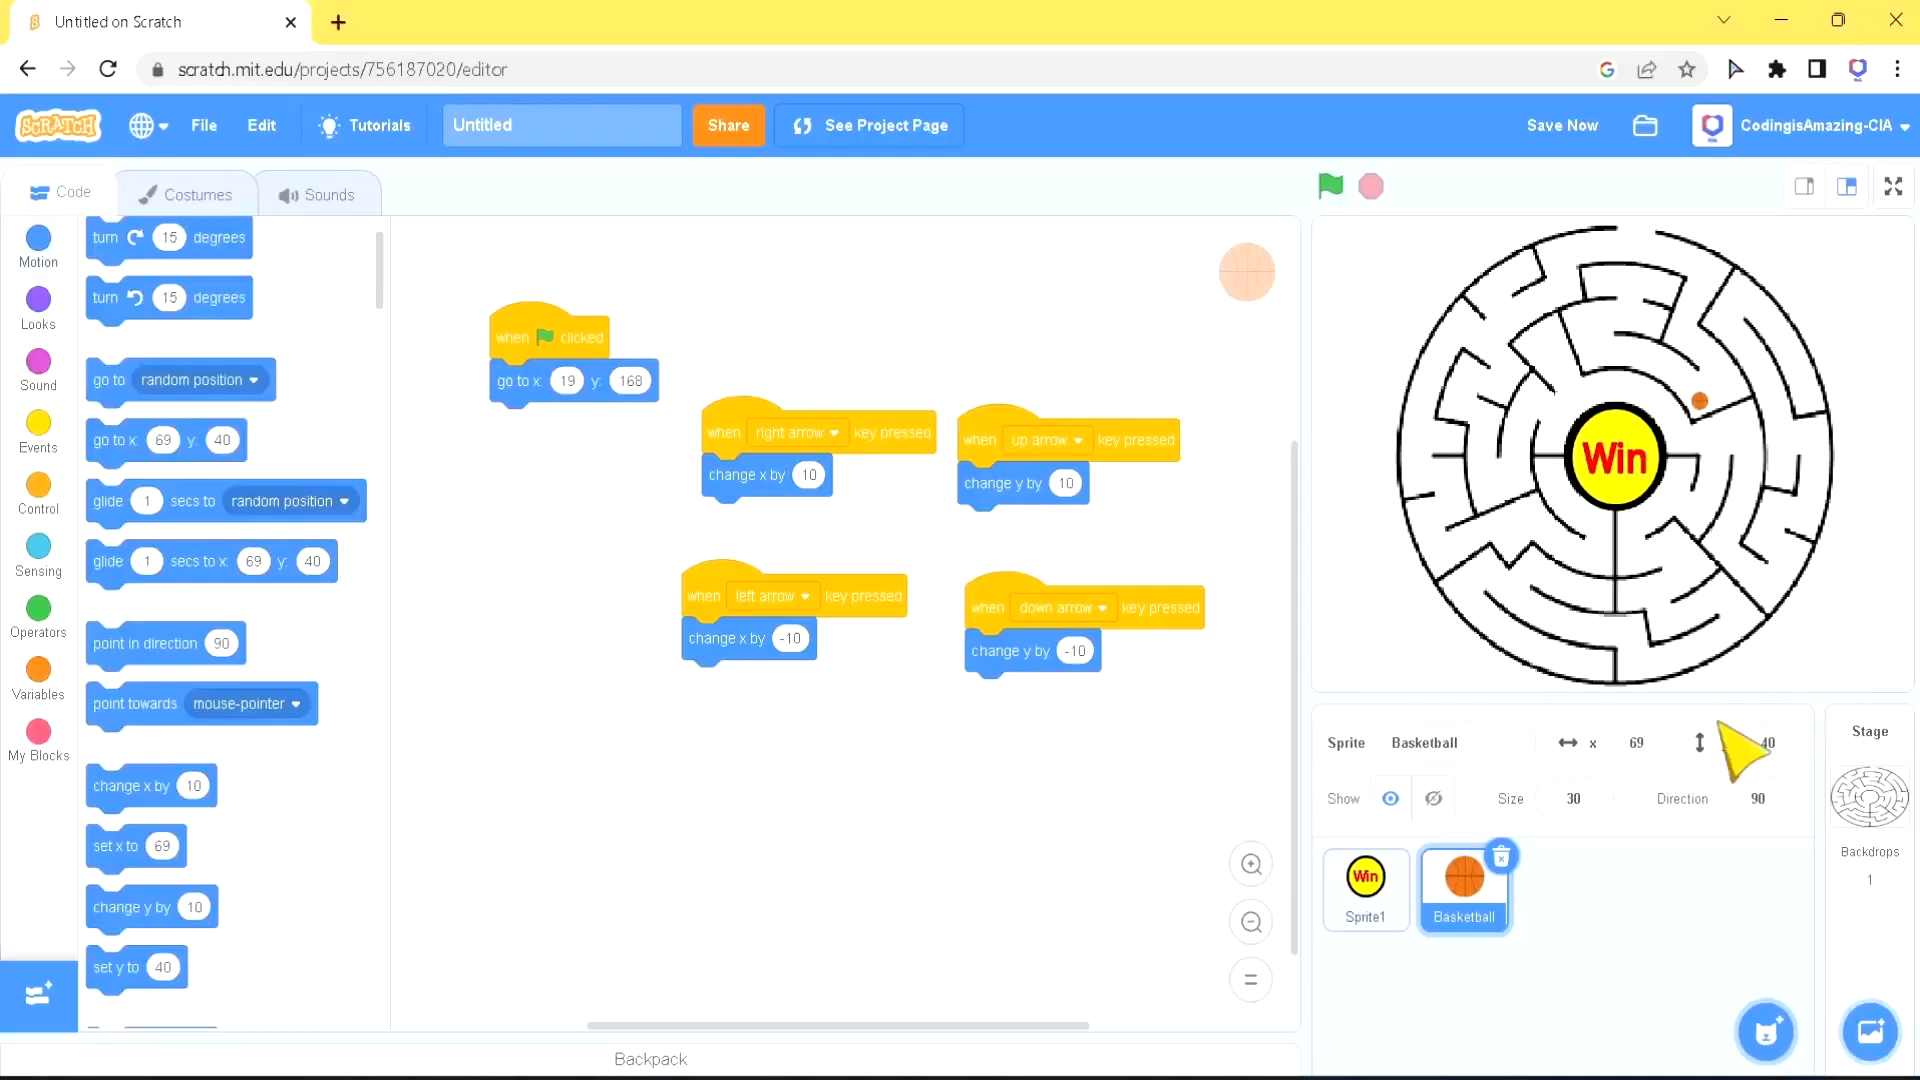 Untitled on Scratch
scratch.mit.edu/projects/756187020/editor
SCRATCH
File
Edit
Tutorials
Untitled
Share
See Project Page
Save Now
CodingisAmazing-CIA
Code
Costumes
Sounds
Motion
Looks
Sound
Events
Control
Sensing
Operators
Variables
My Blocks
turn 15 degrees
turn 15 degrees
go to random position
go to x: 69 y: 40
glide 1 secs to random position
glide 1 secs to x: 69 y: 40
point in direction 90
point towards mouse-pointer
change x by 10
set x to 69
change y by 10
set y to 40
when clicked
go to x: 19 y: 168
when right arrow key pressed
change x by 10
when up arrow key pressed
change y by 10
when left arrow key pressed
change x by -10
when down arrow key pressed
change y by -10
Win
Sprite Basketball x 69 40
Show Size 30 Direction 90
Win
Sprite1
Basketball
Stage
Backdrops
1
Backpack